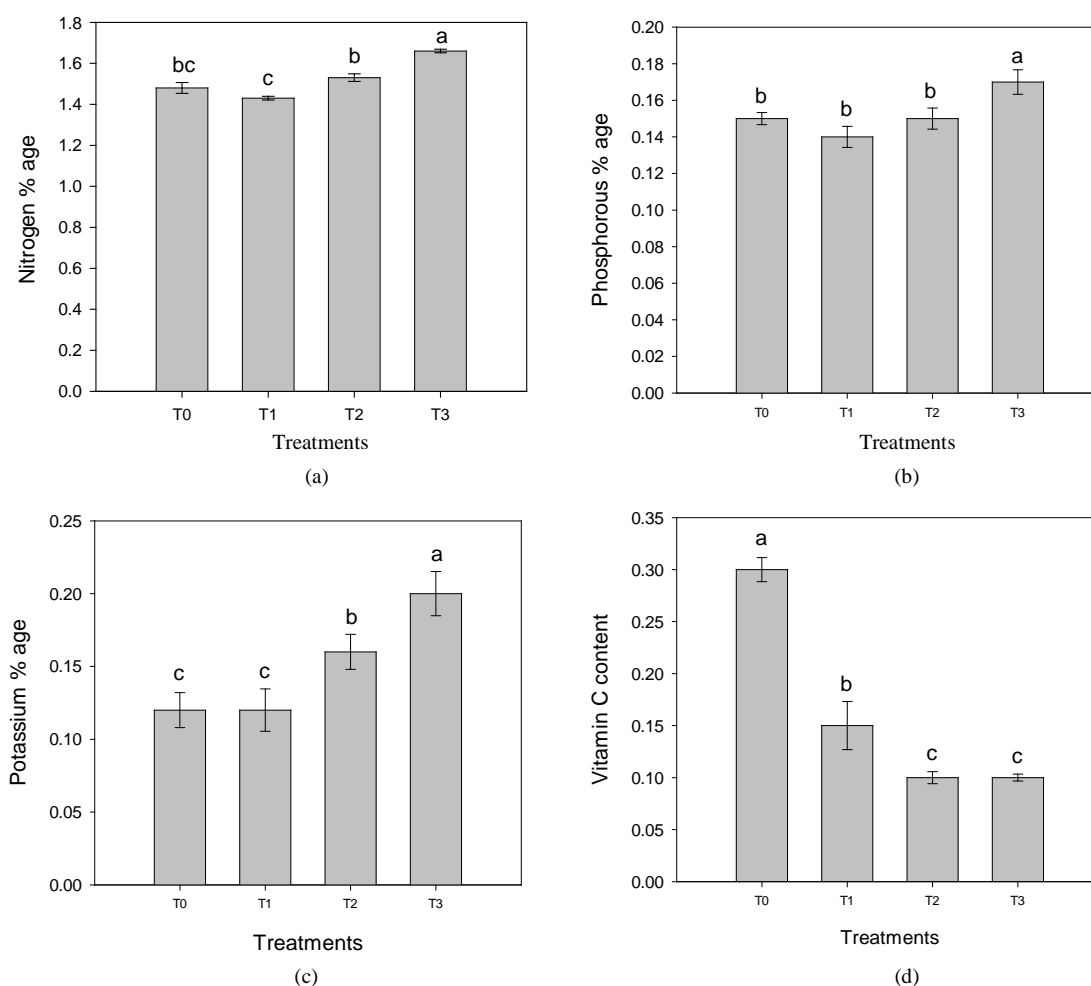 1.8
1.6
1.4
1.2
1.0
0.8
0.6
0.4
0.2
0.0
Nitrogen % age
bc
c
b
a
T0 T1 T2 T3
Treatments
(a)
0.20
0.18
0.16
0.14
0.12
0.10
0.08
0.06
0.04
0.02
0.00
Phosphorous % age
b
b
b
a
T0 T1 T2 T3
Treatments
(b)
0.25
0.20
0.15
0.10
0.05
0.00
Potassium % age
c
c
b
a
T0 T1 T2 T3
Treatments
(c)
0.35
0.30
0.25
0.20
0.15
0.10
0.05
0.00
Vitamin C content
a
b
c
c
T0 T1 T2 T3
Treatments
(d)